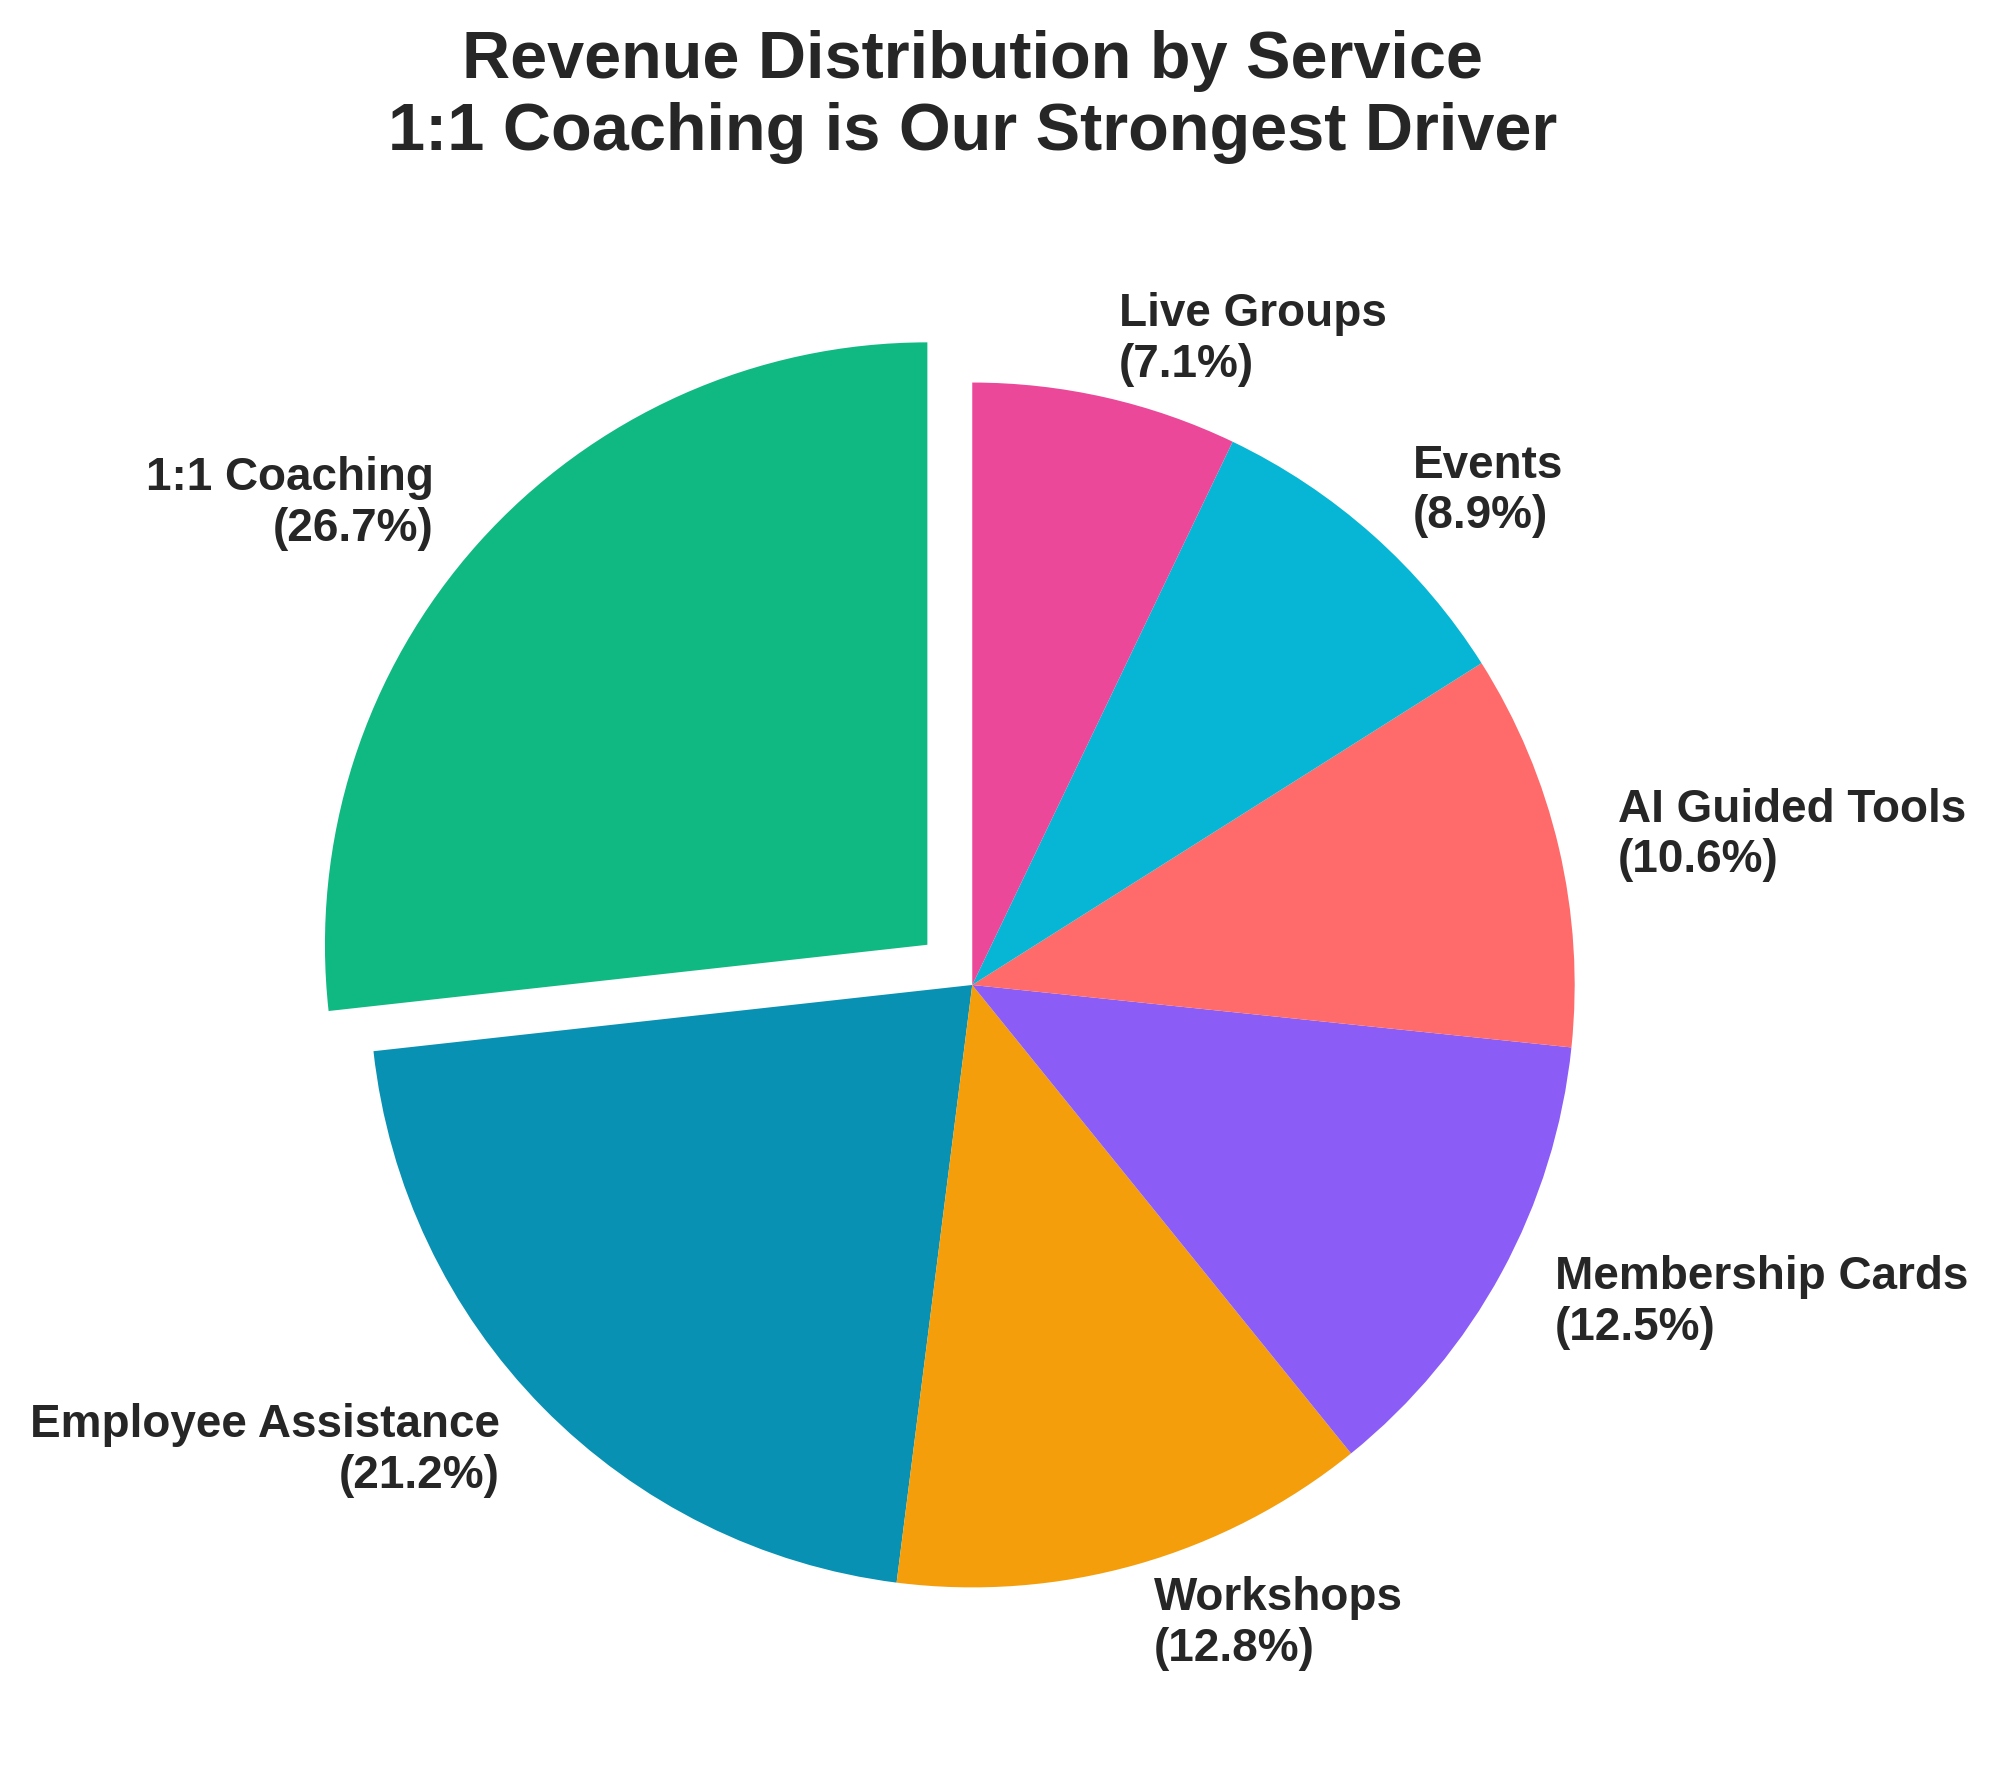 Revenue Distribution by Service
1:1 Coaching is Our Strongest Driver
Live Groups
(7.1%)
Events
(8.9%)
1:1 Coaching
(26.7%)
AI Guided Tools
(10.6%)
Membership Cards
(12.5%)
Employee Assistance
(21.2%)
Workshops
(12.8%)